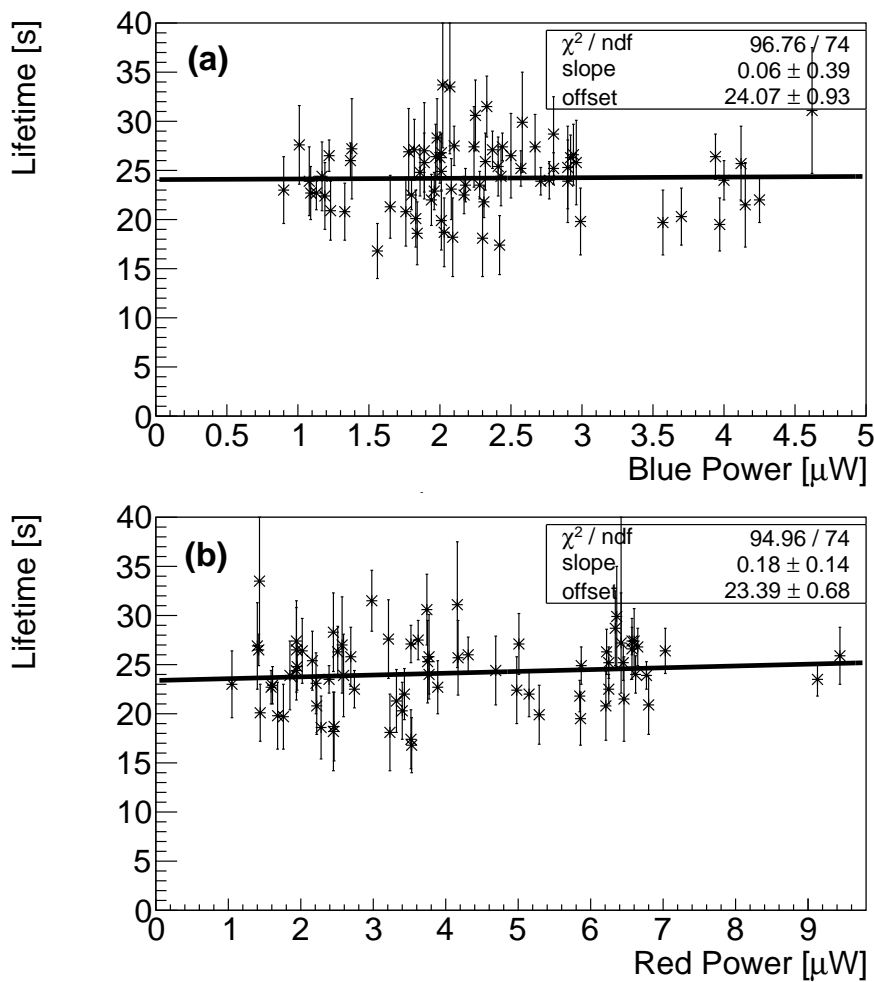 Lifetime [s]
(a)
χ² / ndf 96.76 / 74
slope 0.06 ± 0.39
offset 24.07 ± 0.93
40
35
30
25
20
15
10
5
0
0 0.5 1 1.5 2 2.5 3 3.5 4 4.5 5
Blue Power [μW]
Lifetime [s]
(b)
χ² / ndf 94.96 / 74
slope 0.18 ± 0.14
offset 23.39 ± 0.68
40
35
30
25
20
15
10
5
0
0 1 2 3 4 5 6 7 8 9
Red Power [μW]